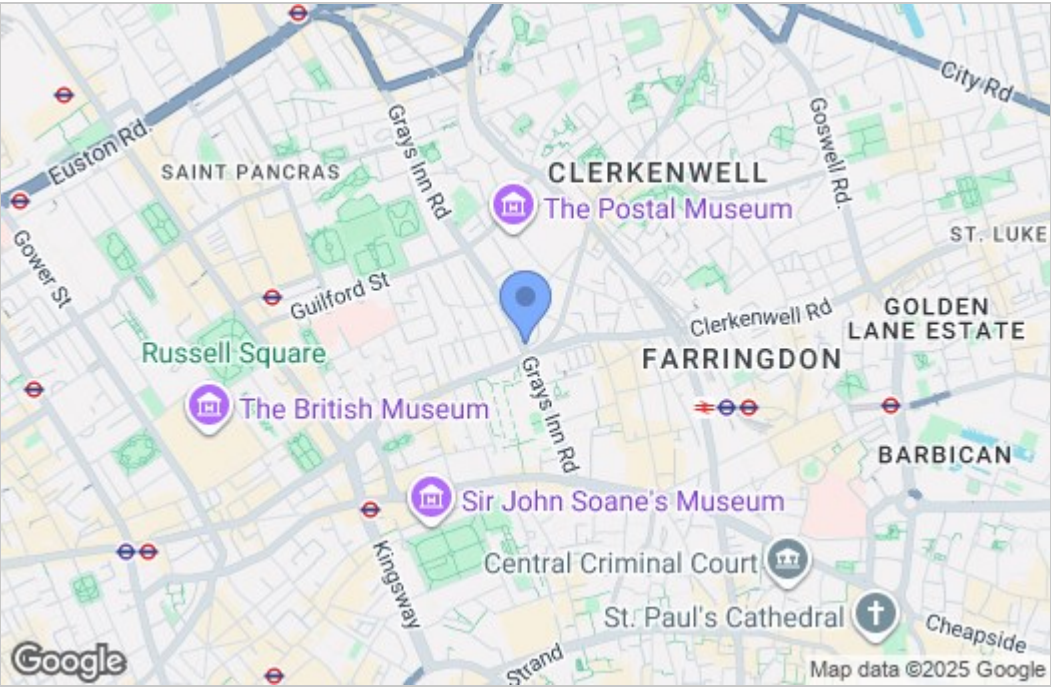 City Rd
Grays Inn Rd
Goswell Rd.
Euston Rd.
SAINT PANCRAS
CLERKENWELL
The Postal Museum
ST. LUKE
Gower St
Guilford St
Clerkenwell Rd
GOLDEN
LANE ESTATE
Russell Square
FARRINGDON
Grays Inn Rd
The British Museum
BARBICAN
Sir John Soane's Museum
Kingsway
Central Criminal Court
St. Paul's Cathedral
Cheapside
Strand
Google
Map data ©2025 Google